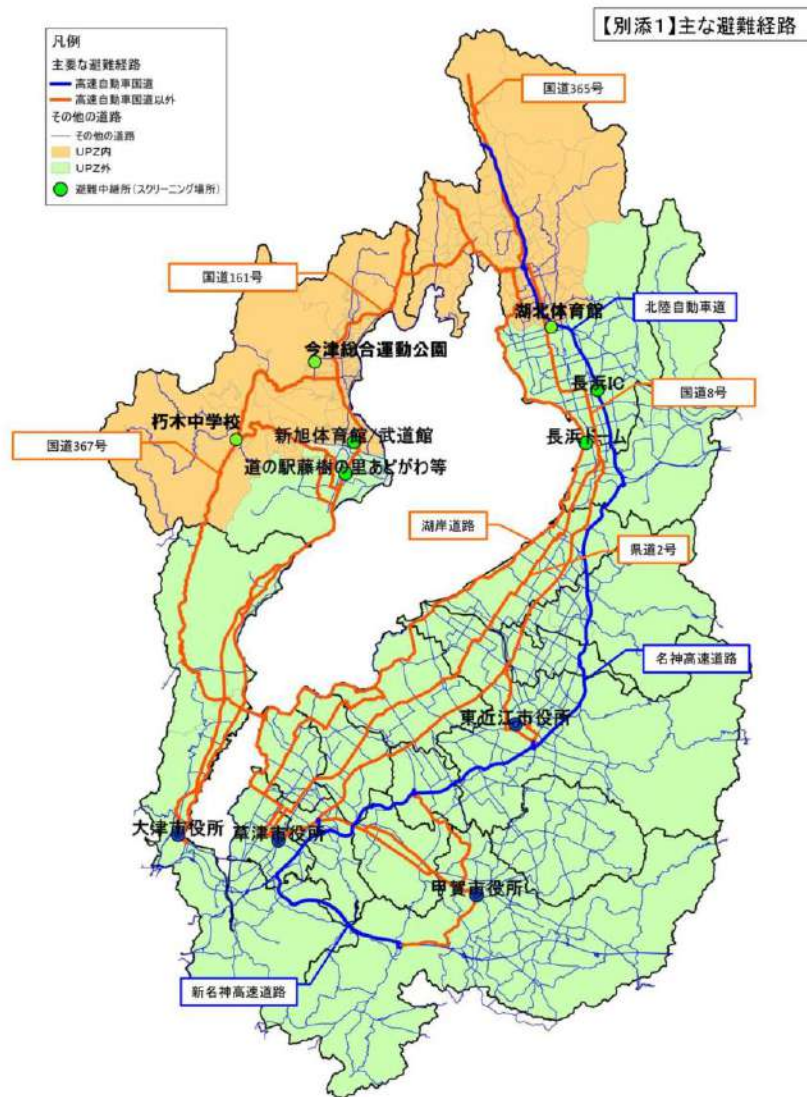 【別添1】主な避難経路
凡例
主要な避難経路
高速自動車国道
高速自動車国道以外
その他の道路
その他の道路
UPZ内
UPZ外
避難中継所(スクリーニング場所)
国道365号
国道161号
湖北体育館
北陸自動車道
今津総合運動公園
長浜IC
国道8号
朽木中学校
国道367号
新旭体育館/武道館
長浜ドーム
道の駅藤樹の里あどがわ等
湖岸道路
県道2号
名神高速道路
東近江市役所
大津市役所
草津市役所
甲賀市役所
新名神高速道路